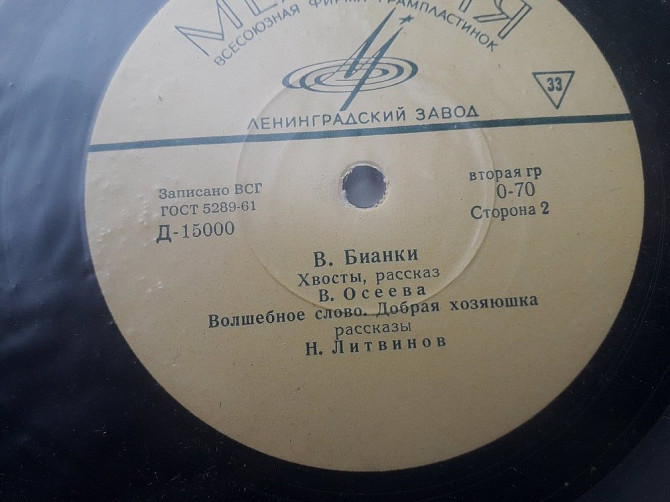 ВСЕСОЮЗНАЯ ФИРМА ГРАМПЛАСТИНОК
33
ЛЕНИНГРАДСКИЙ ЗАВОД
Записано ВСГ
ГОСТ 5289-61
Д-15000
вторая гр
0-70
Сторона 2
В. Бианки
Хвосты, рассказ
В. Осеева
Волшебное слово. Добрая хозяюшка
рассказы
Н. Литвинов